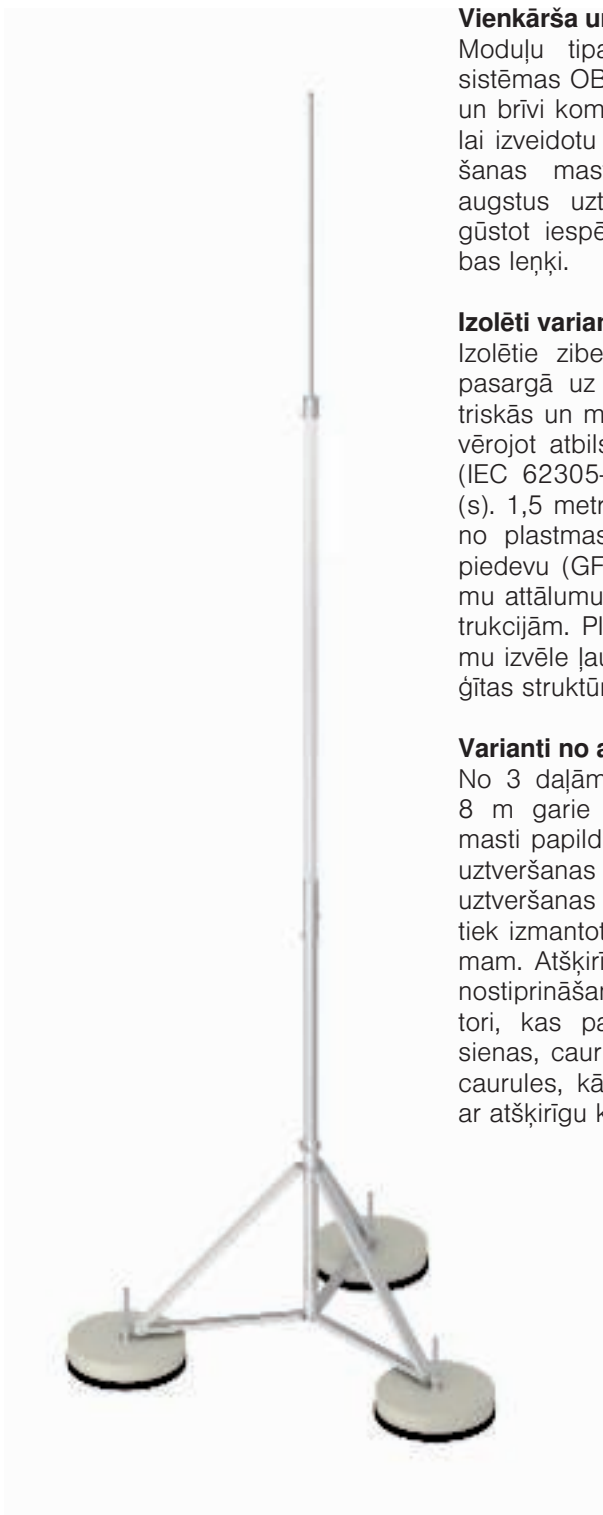 Vienkārša un
Moduļu tipa
sistēmas OB
un brīvi kom
lai izveidotu
šanas mas
augstus uzt
gūstot iespē
bas leņķi.
Izolēti varian
Izolētie zibe
pasargā uz
triskās un m
vērojot atbils
(IEC 62305-
(s). 1,5 metr
no plastmas
piedevu (GF
mu attālumu
trukcijām. Pl
mu izvēle ļau
ģītas struktūr
Varianti no a
No 3 daļām
8 m garie
masti papild
uztveršanas
uztveršanas
tiek izmantot
mam. Atšķirī
nostiprināšan
tori, kas pa
sienas, caur
caurules, kā
ar atšķirīgu k